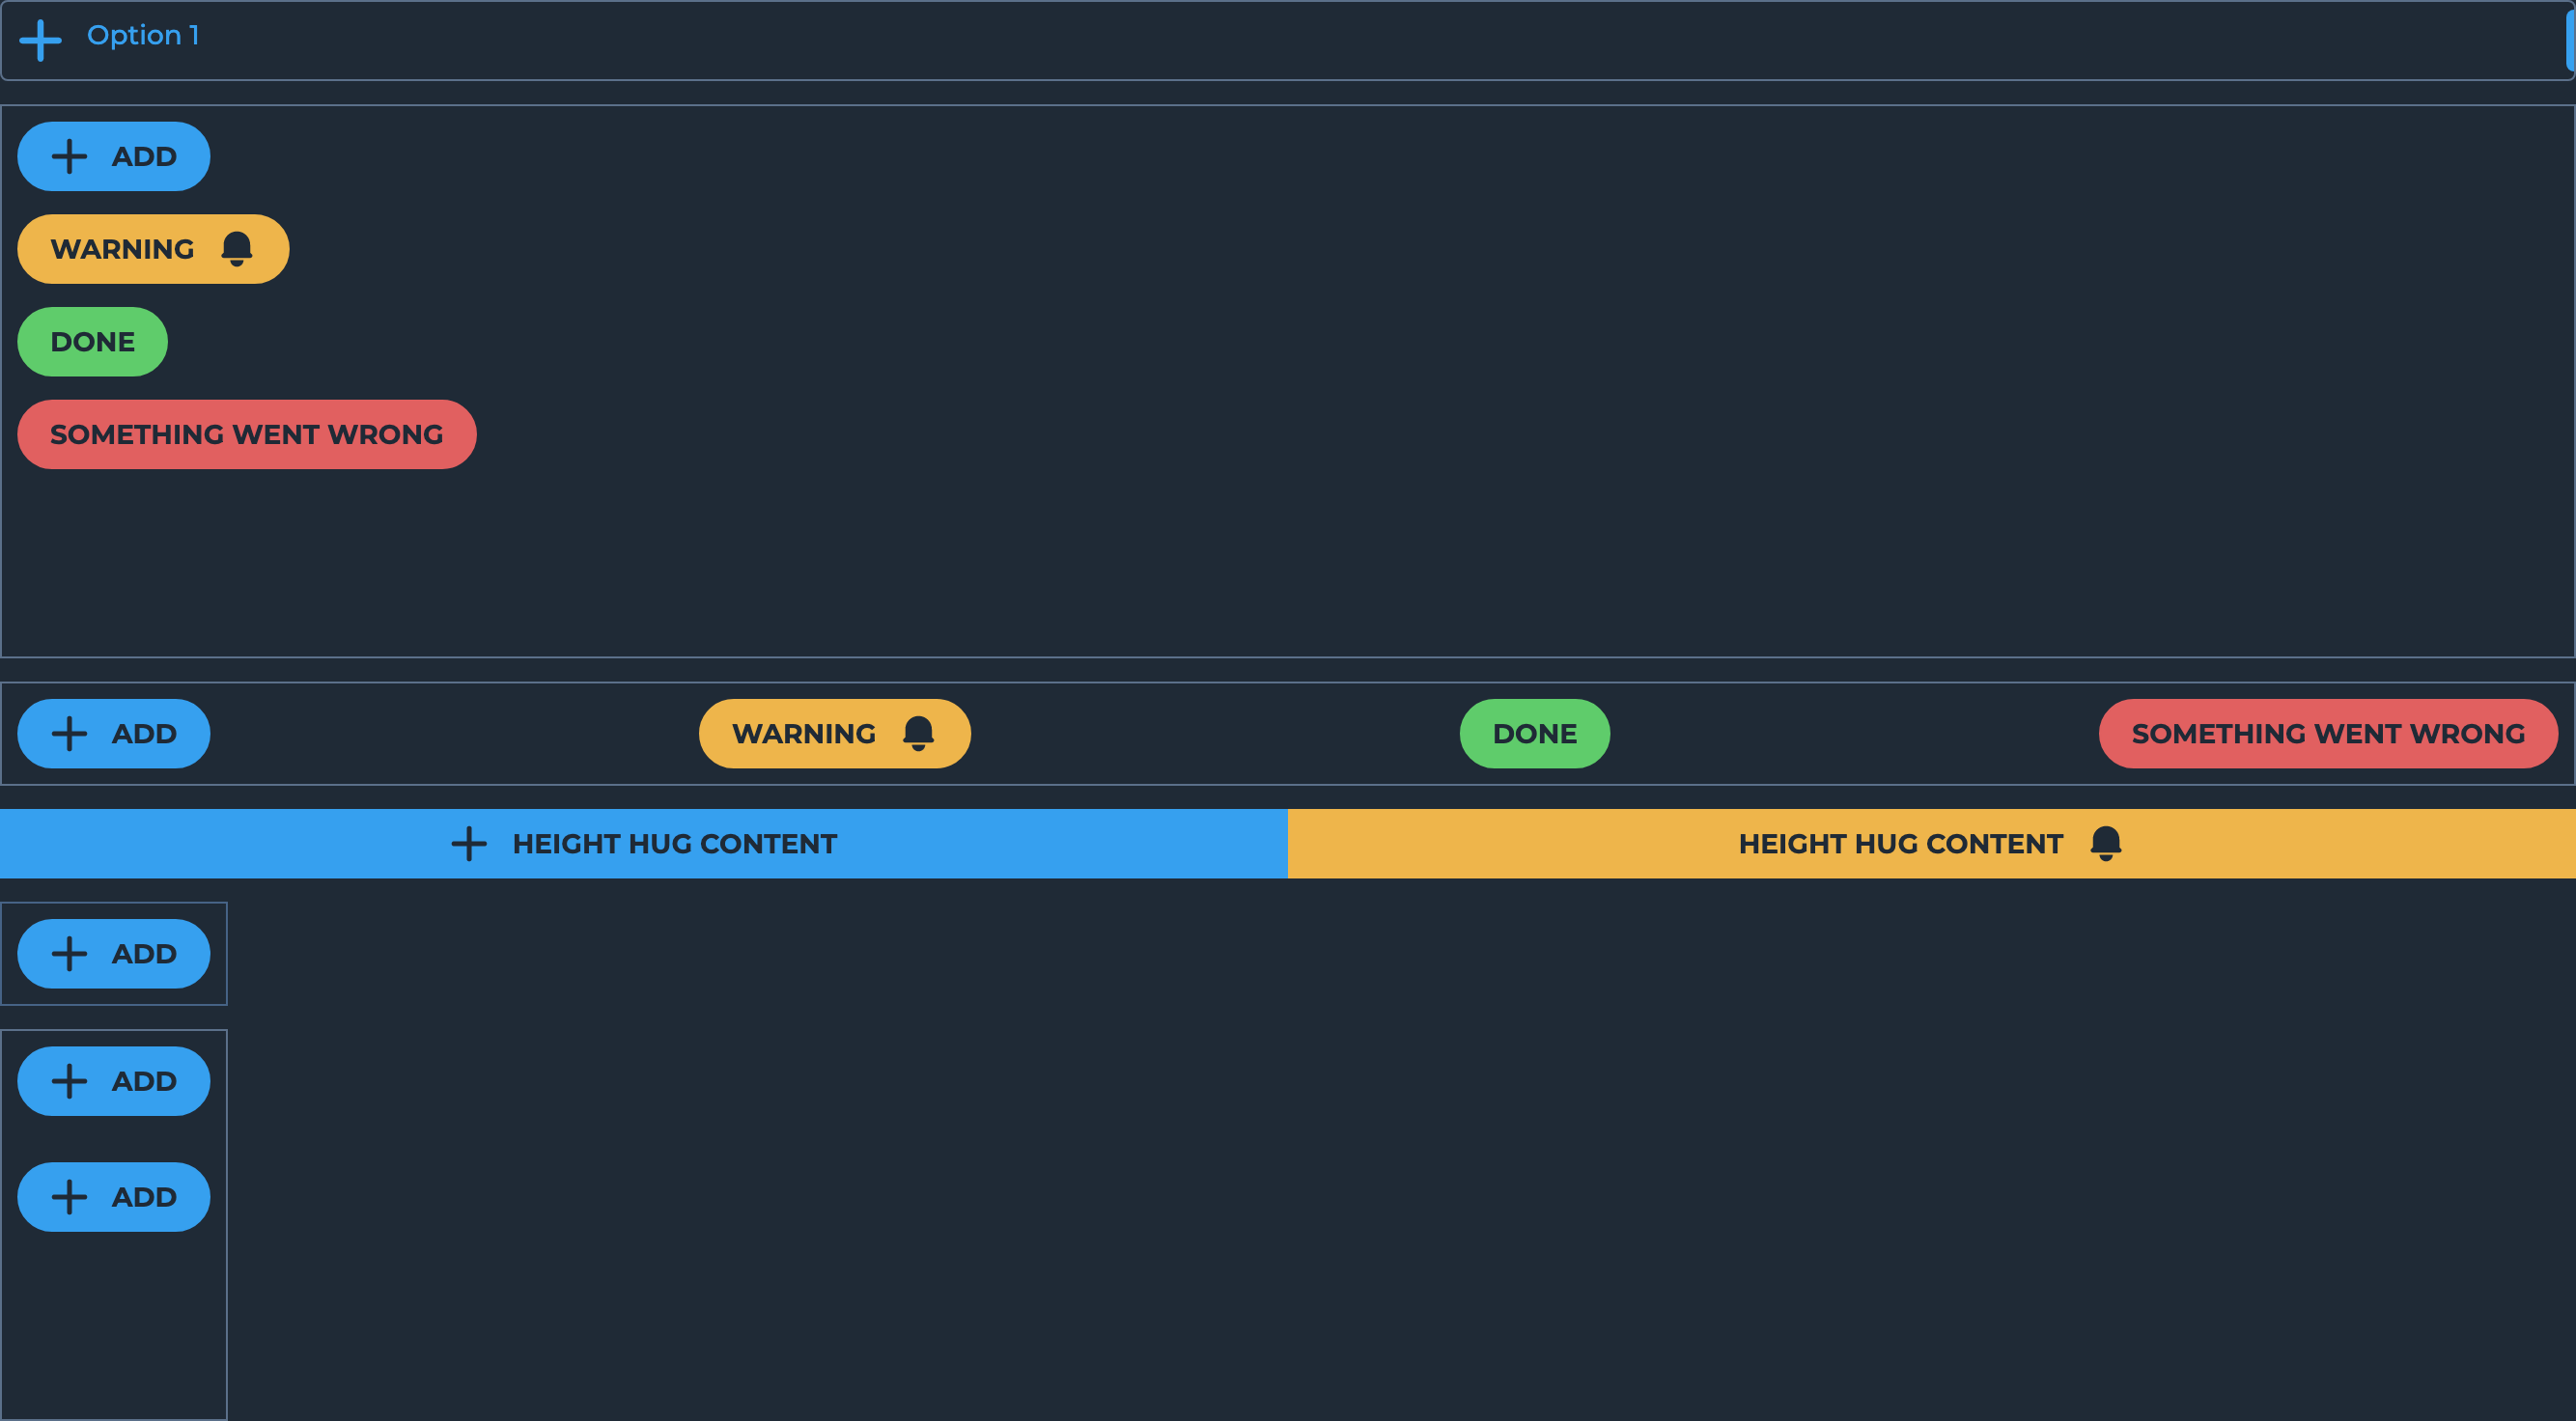 Option 1
ADD
WARNING
DONE
SOMETHING WENT WRONG
ADD WARNING DONE SOMETHING WENT WRONG
HEIGHT HUG CONTENT HEIGHT HUG CONTENT
ADD
ADD
ADD